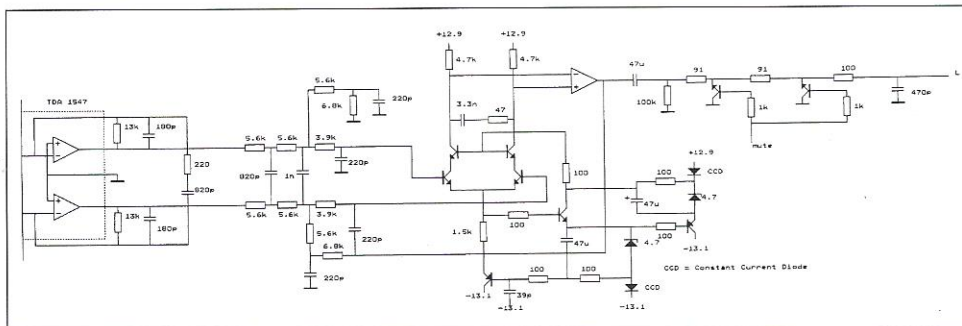 +12.9
+12.9
4.7k
4.7k
47u
91
91
100
L
5.6k
6.8k
220p
100k
470p
1k
1k
mute
TDA 1547
3.3n
47
13k
180p
5.6k
5.6k
3.9k
220
820p
820p
1n
220p
100
+12.9
100
CCD
47u
4.7
+
13k
180p
5.6k
5.6k
3.9k
5.6k
6.8k
220p
220p
1.5k
100
47u
4.7
100
-13.1
CCD = Constant Current Diode
100
100
CCD
-13.1
39p
-13.1
-13.1